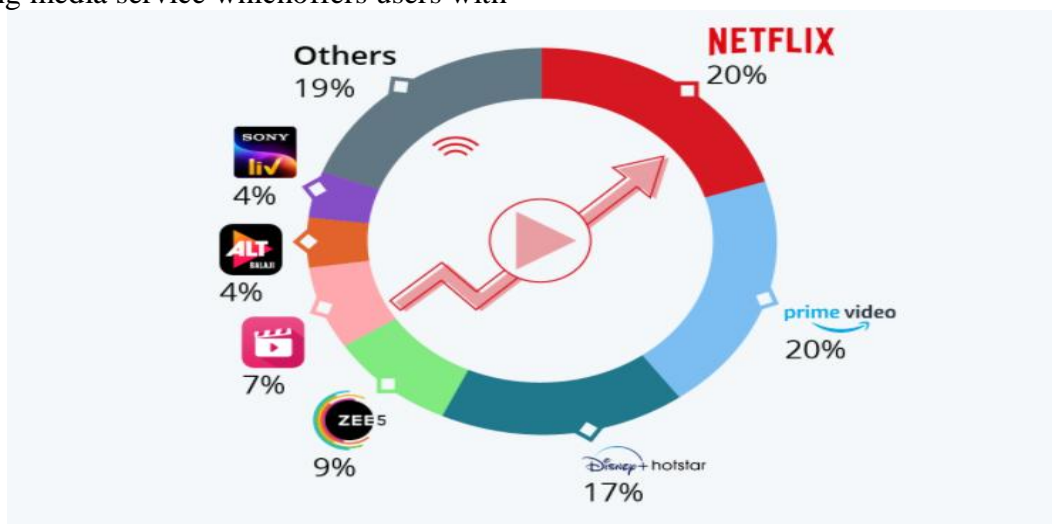 ng media service whichoffers users with
Others
19%
NETFLIX
20%
SONY
liv
4%
ALT
BALAJI
4%
prime video
20%
7%
ZEE5
9%
Disney+ hotstar
17%